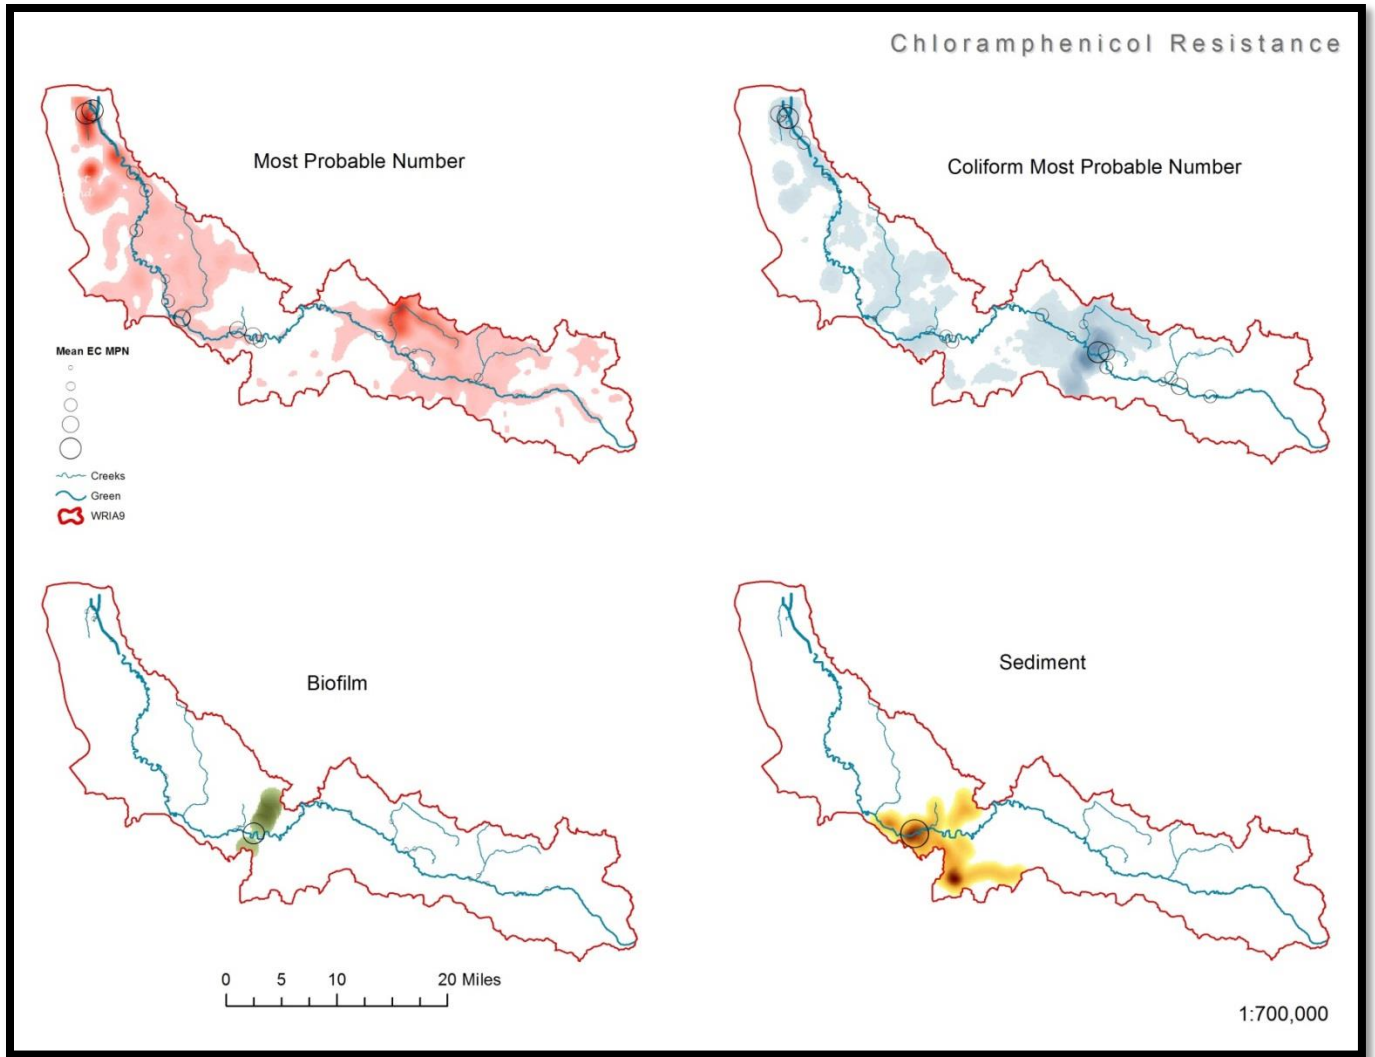 Chloramphenicol Resistance
Most Probable Number
Coliform Most Probable Number
Mean EC MPN
Creeks
Green
WRIA9
Biofilm
Sediment
0 5 10 20 Miles
1:700,000